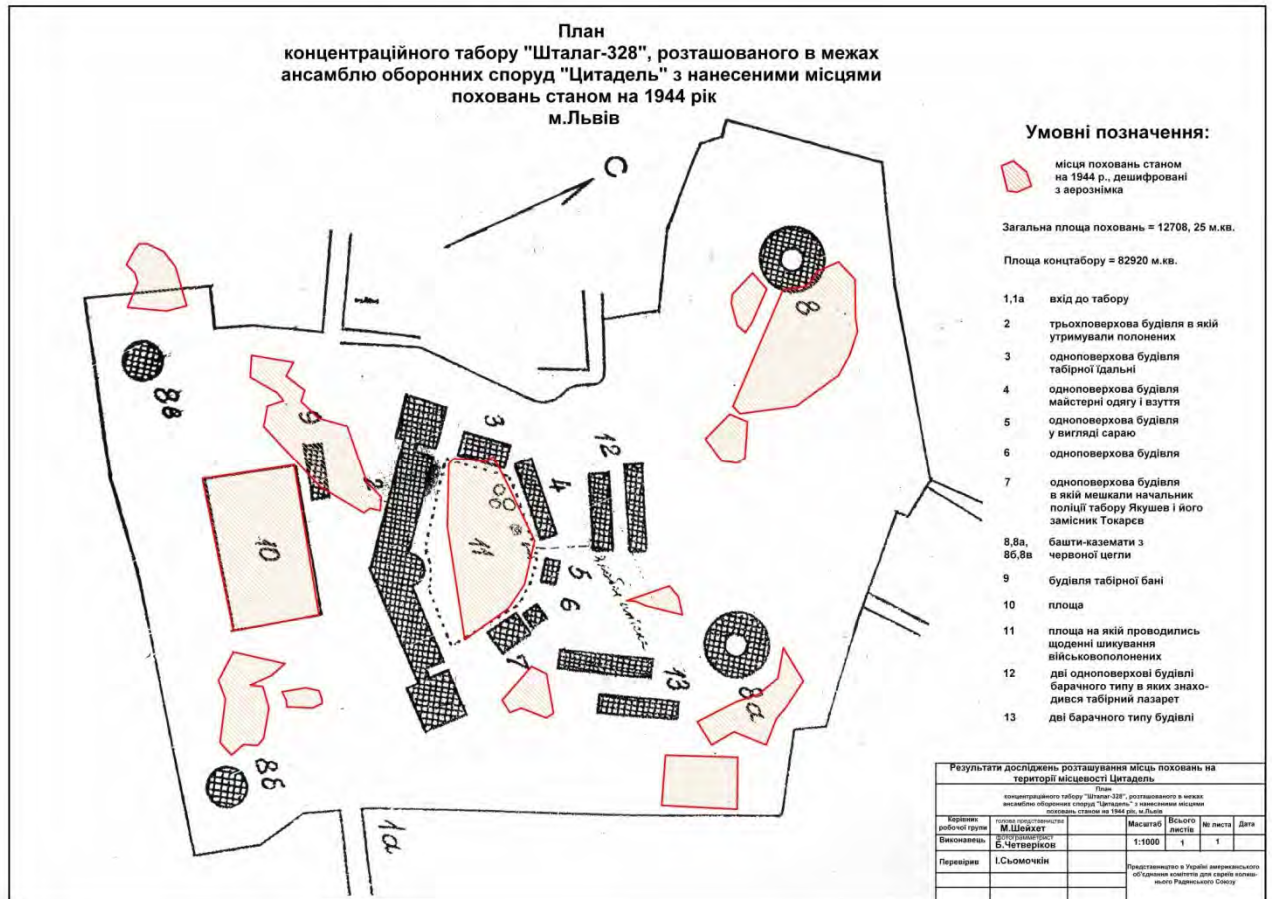 План
концентраційного табору "Шталаг-328", розташованого в межах
ансамблю оборонних споруд "Цитадель" з нанесеними місцями
поховань станом на 1944 рік
м.Львів
С
Умовні позначення:
місця поховань станом
на 1944 р., дешифровані
з аерознімка
Загальна площа поховань = 12708, 25 м.кв.
Площа концтабору = 82920 м.кв.
1,1а вхід до табору
2 трьохповерхова будівля в якій
утримували полонених
3 одноповерхова будівля
табірної їдальні
4 одноповерхова будівля
майстерні одягу і взуття
5 одноповерхова будівля
у вигляді сараю
6 одноповерхова будівля
7 одноповерхова будівля
в якій мешкали начальник
поліції табору Якушев і його
замісник Токарєв
8,8а, башти-каземати з
8б,8в червоної цегли
9 будівля табірної бані
10 площа
11 площа на якій проводились
щоденні шикування
військовополонених
12 дві одноповерхові будівлі
барачного типу в яких знахо-
дився табірний лазарет
13 дві барачного типу будівлі
8
8в
9
2
3
12
4
10
11
5
6
7
13
8а
8б
1а
Результати досліджень розташування місць поховань на
території місцевості Цитадель
План
концентраційного табору "Шталаг-328", розташованого в межах
ансамблю оборонних споруд "Цитадель" з нанесеними місцями
поховань станом на 1944 рік, м.Львів
Керівник робочої групи голова представництва М.Шейхет Масштаб Всього листів № листа Дата
Виконавець фотограмметрист Б.Четверіков 1:1000 1 1
Перевірив І.Сьомочкін
Представництво в Україні американського
об'єднання комітетів для євреїв колиш-
нього Радянського Союзу